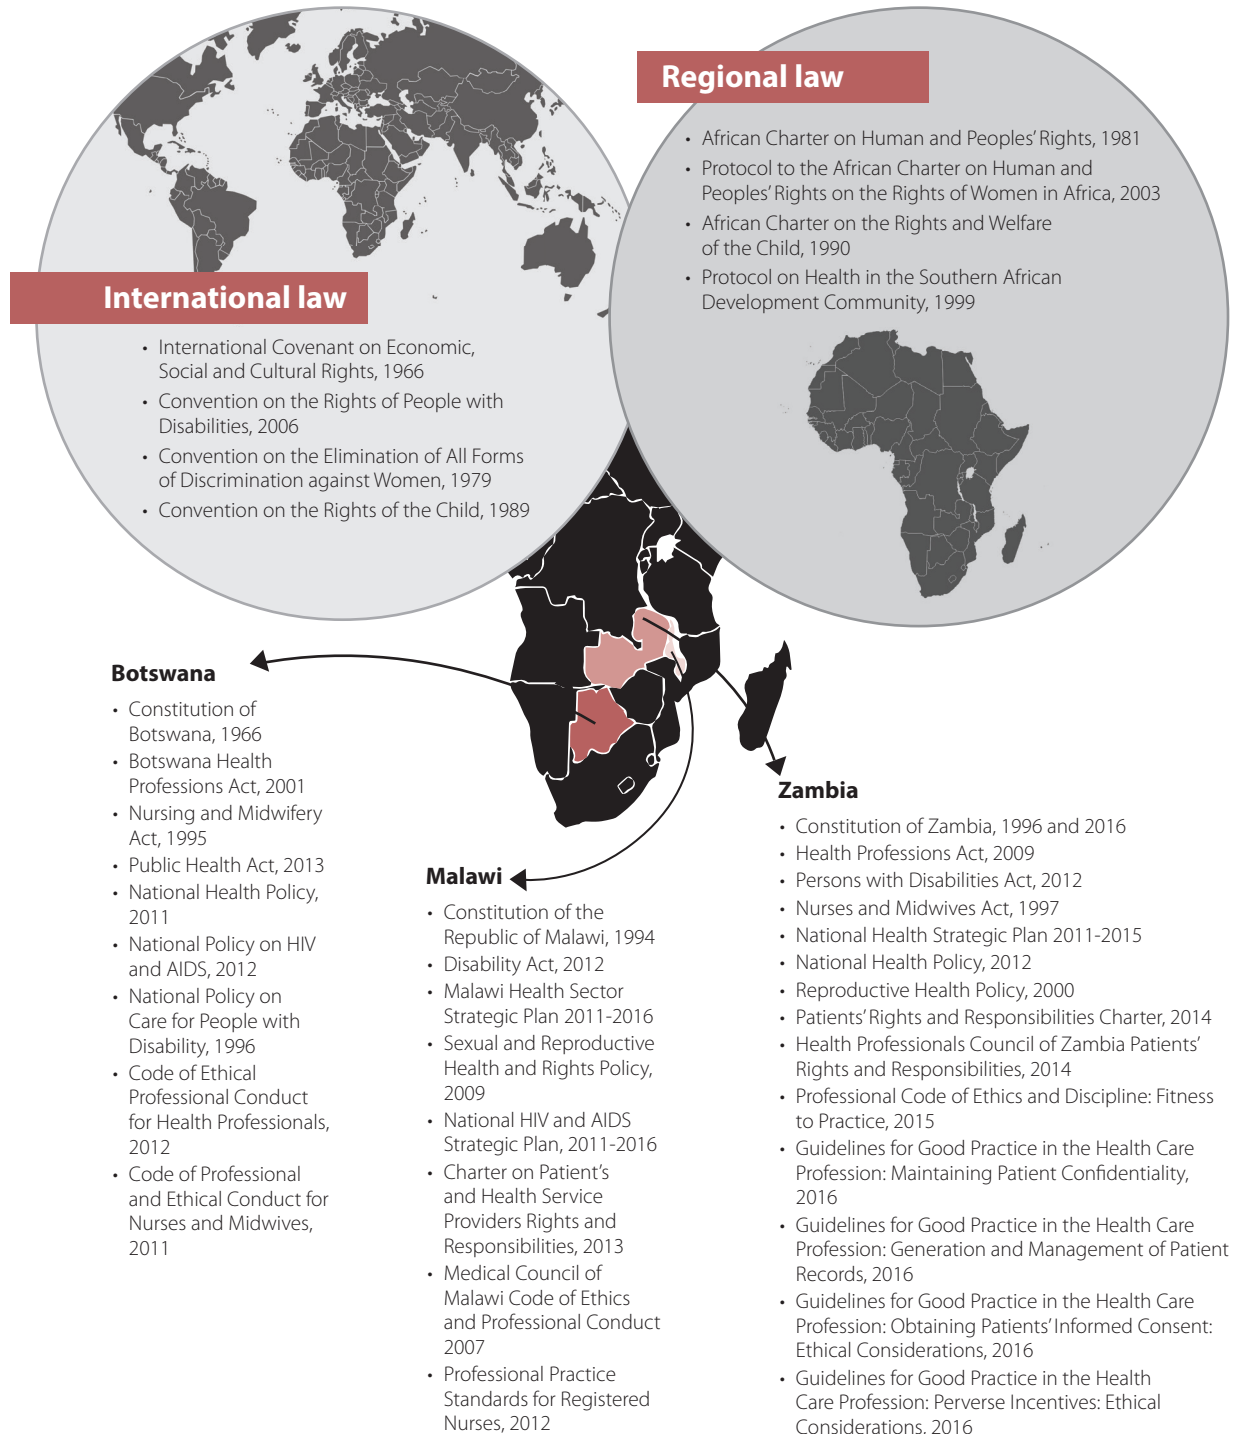 Regional law
• African Charter on Human and Peoples' Rights, 1981
• Protocol to the African Charter on Human and
Peoples' Rights on the Rights of Women in Africa, 2003
• African Charter on the Rights and Welfare
of the Child, 1990
• Protocol on Health in the Southern African
Development Community, 1999
International law
• International Covenant on Economic,
Social and Cultural Rights, 1966
• Convention on the Rights of People with
Disabilities, 2006
• Convention on the Elimination of All Forms
of Discrimination against Women, 1979
• Convention on the Rights of the Child, 1989
Botswana
• Constitution of
Botswana, 1966
• Botswana Health
Professions Act, 2001
• Nursing and Midwifery
Act, 1995
• Public Health Act, 2013
• National Health Policy,
2011
• National Policy on HIV
and AIDS, 2012
• National Policy on
Care for People with
Disability, 1996
• Code of Ethical
Professional Conduct
for Health Professionals,
2012
• Code of Professional
and Ethical Conduct for
Nurses and Midwives,
2011
Malawi
• Constitution of the
Republic of Malawi, 1994
• Disability Act, 2012
• Malawi Health Sector
Strategic Plan 2011-2016
• Sexual and Reproductive
Health and Rights Policy,
2009
• National HIV and AIDS
Strategic Plan, 2011-2016
• Charter on Patient's
and Health Service
Providers Rights and
Responsibilities, 2013
• Medical Council of
Malawi Code of Ethics
and Professional Conduct
2007
• Professional Practice
Standards for Registered
Nurses, 2012
Zambia
• Constitution of Zambia, 1996 and 2016
• Health Professions Act, 2009
• Persons with Disabilities Act, 2012
• Nurses and Midwives Act, 1997
• National Health Strategic Plan 2011-2015
• National Health Policy, 2012
• Reproductive Health Policy, 2000
• Patients' Rights and Responsibilities Charter, 2014
• Health Professionals Council of Zambia Patients'
Rights and Responsibilities, 2014
• Professional Code of Ethics and Discipline: Fitness
to Practice, 2015
• Guidelines for Good Practice in the Health Care
Profession: Maintaining Patient Confidentiality,
2016
• Guidelines for Good Practice in the Health Care
Profession: Generation and Management of Patient
Records, 2016
• Guidelines for Good Practice in the Health Care
Profession: Obtaining Patients' Informed Consent:
Ethical Considerations, 2016
• Guidelines for Good Practice in the Health
Care Profession: Perverse Incentives: Ethical
Considerations, 2016